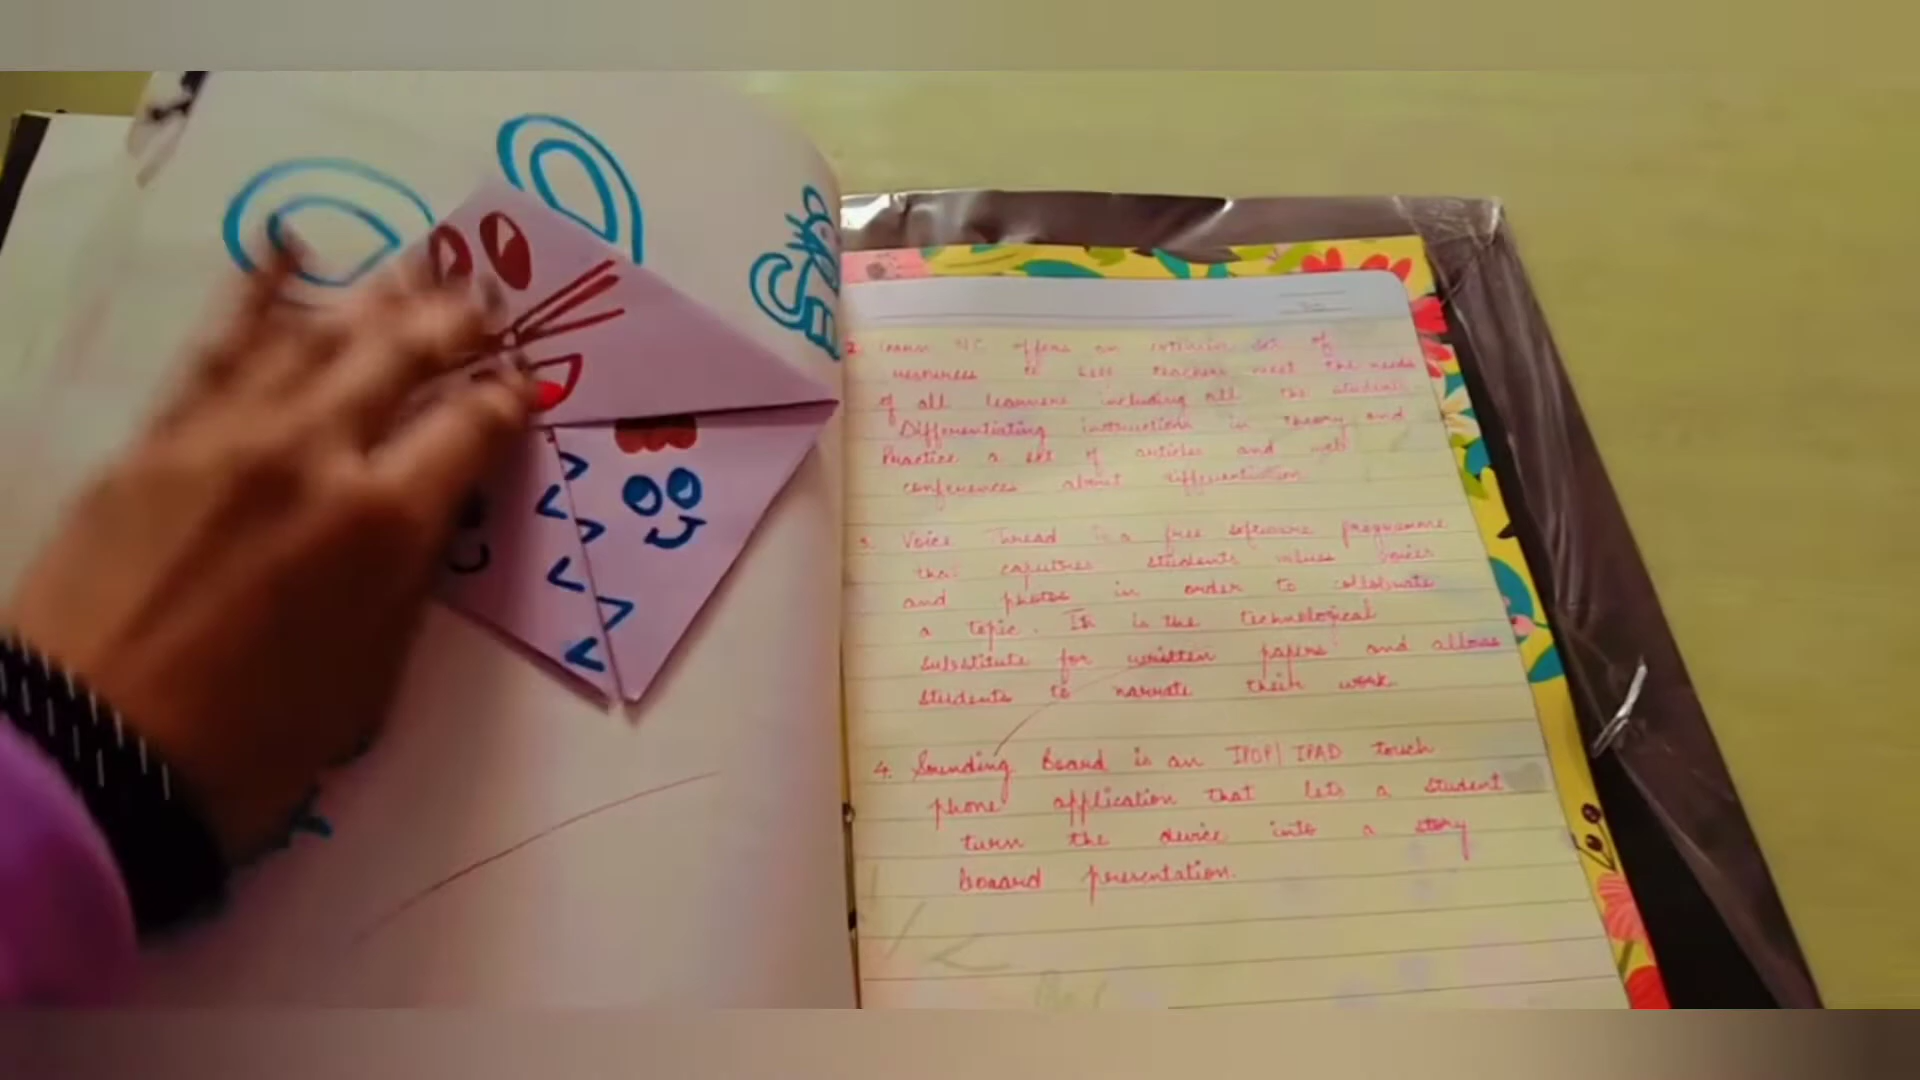 2. Learn NC offers an extensive set of
resources to help teachers meet the needs
of all learners including all the students
Differentiating instructions in theory and
Practice a set of articles and web
conferences about differentiation
3. Voice Thread is a free software programme
that caputres students values voices
and photos in order to collaborate
a topic. It is the technological
substitute for written papers and allows
students to narrate their work.
4. Sounding board is an IPOP/IPAD touch
phone application that lets a student
turn the device into a story
board presentation.